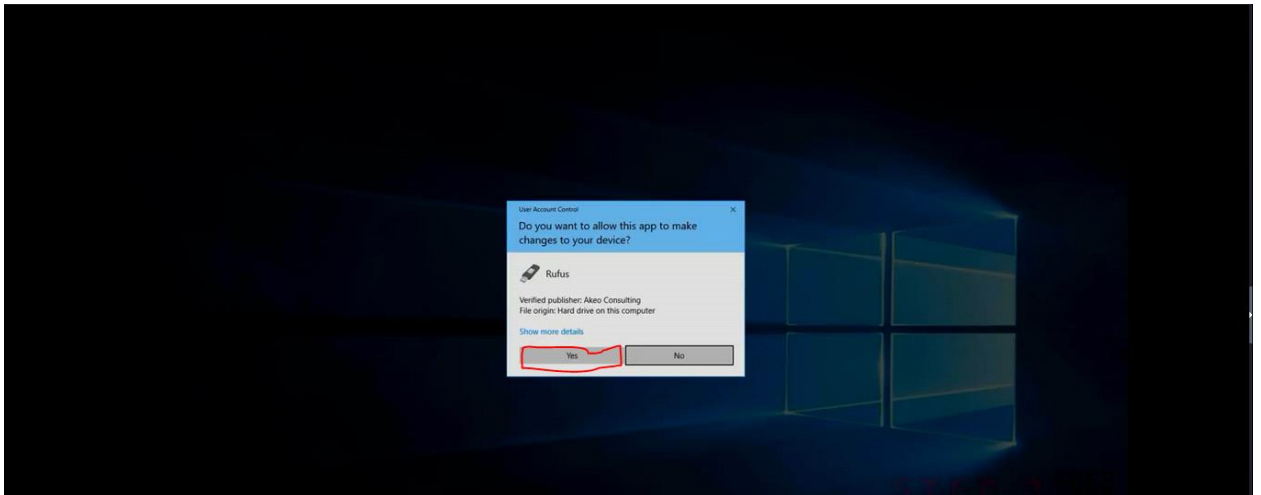 User Account Control
Do you want to allow this app to make
changes to your device?
Rufus
Verified publisher: Akeo Consulting
File origin: Hard drive on this computer
Show more details
Yes
No